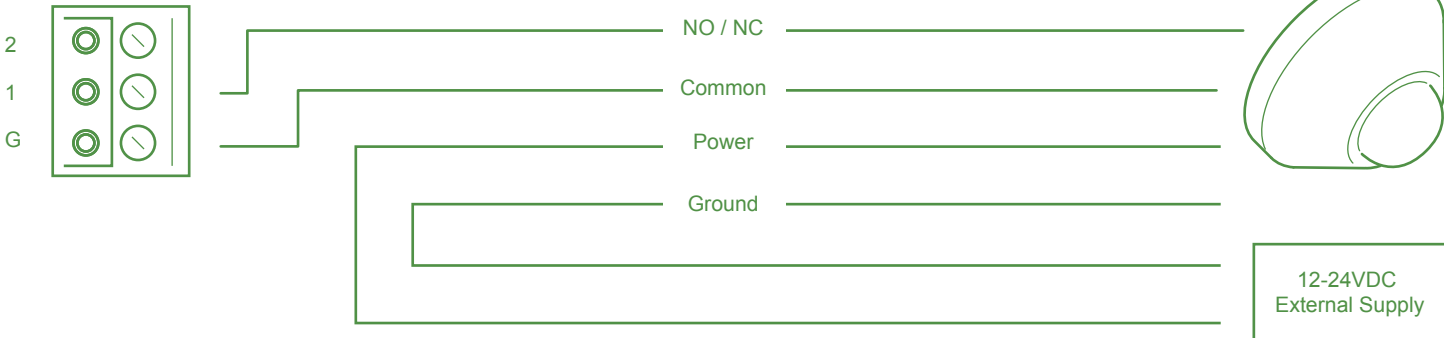 2
1
G
NO / NC
Common
Power
Ground
12-24VDC
External Supply